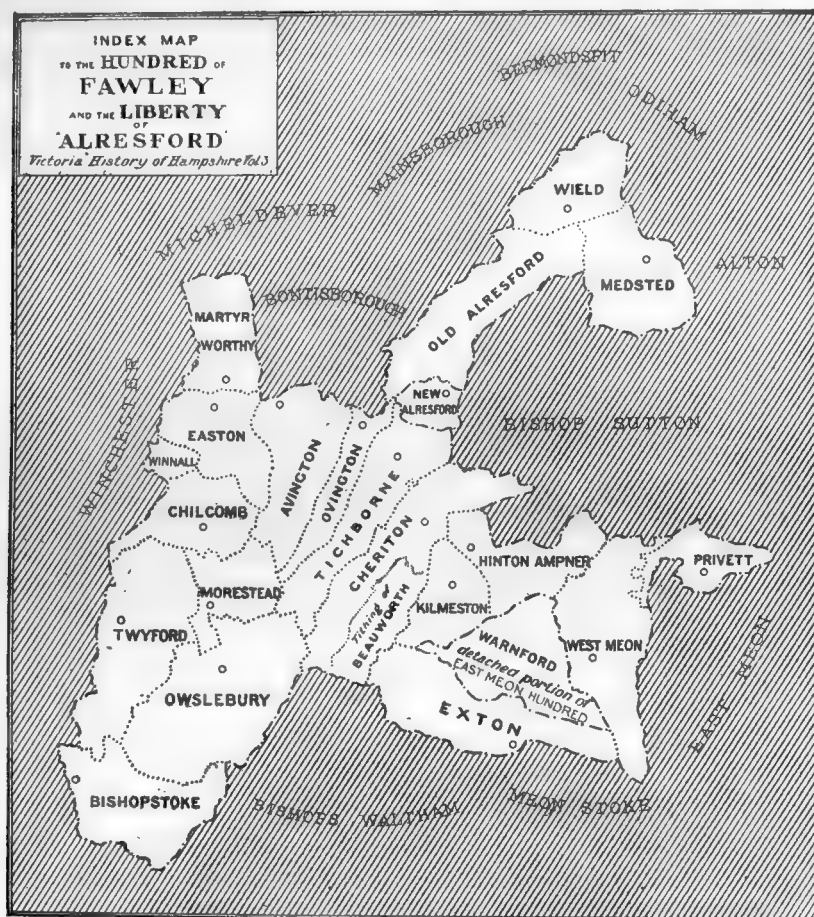 INDEX MAP
TO THE HUNDRED OF
FAWLEY
AND THE LIBERTY
OF
ALRESFORD
Victoria History of Hampshire Vol. 3
BERMONDSPIT
ODIHAM
MAINSBOROUGH
MICHELDEVER
WIELD
ALTON
MEDSTED
OLD ALRESFORD
BONTISBOROUGH
MARTYR
WORTHY
NEW
ALRESFORD
WINCHESTER
BISHOP SUTTON
EASTON
WINNALL
AVINGTON
OVINGTON
TICHBORNE
CHERITON
CHILCOMB
HINTON AMPNER
PRIVETT
MORESTEAD
KILMESTON
Tithing of
BEAUWORTH
TWYFORD
WARNFORD
detached portion of
EAST MEON HUNDRED
WEST MEON
EAST MEON
OWSLEBURY
EXTON
BISHOPSTOKE
BISHOPS WALTHAM
MEON STOKE